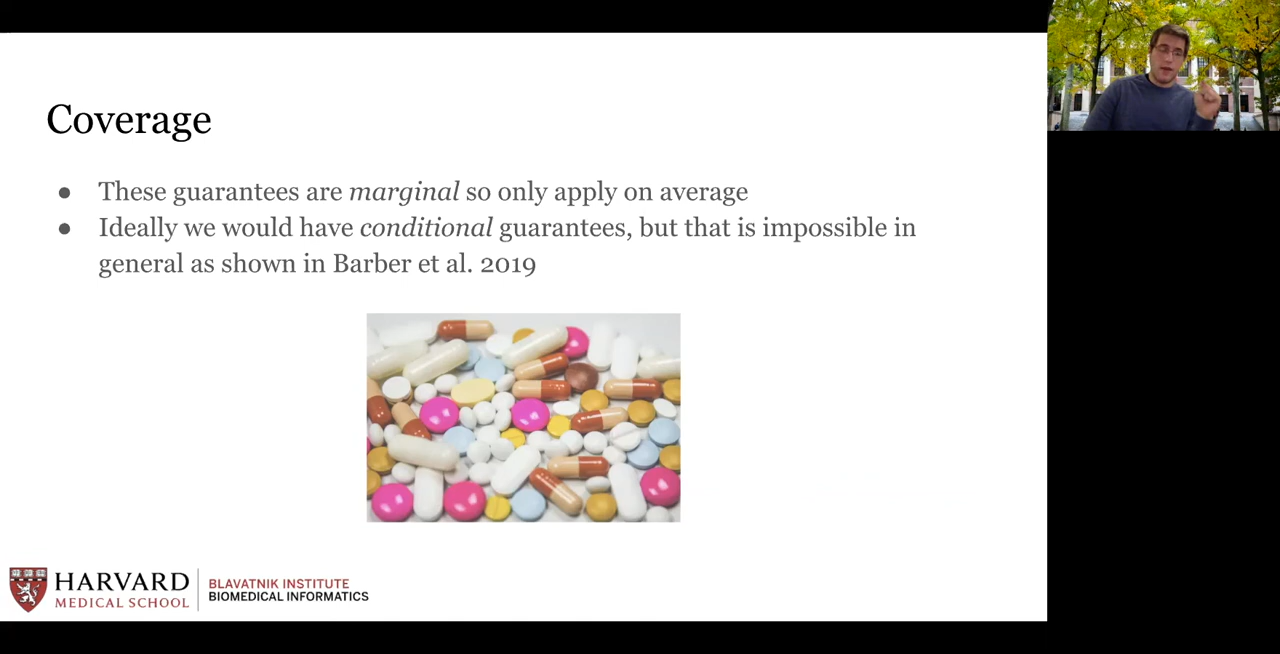 Coverage
● These guarantees are marginal so only apply on average
● Ideally we would have conditional guarantees, but that is impossible in
general as shown in Barber et al. 2019
HARVARD
MEDICAL SCHOOL
BLAVATNIK INSTITUTE
BIOMEDICAL INFORMATICS